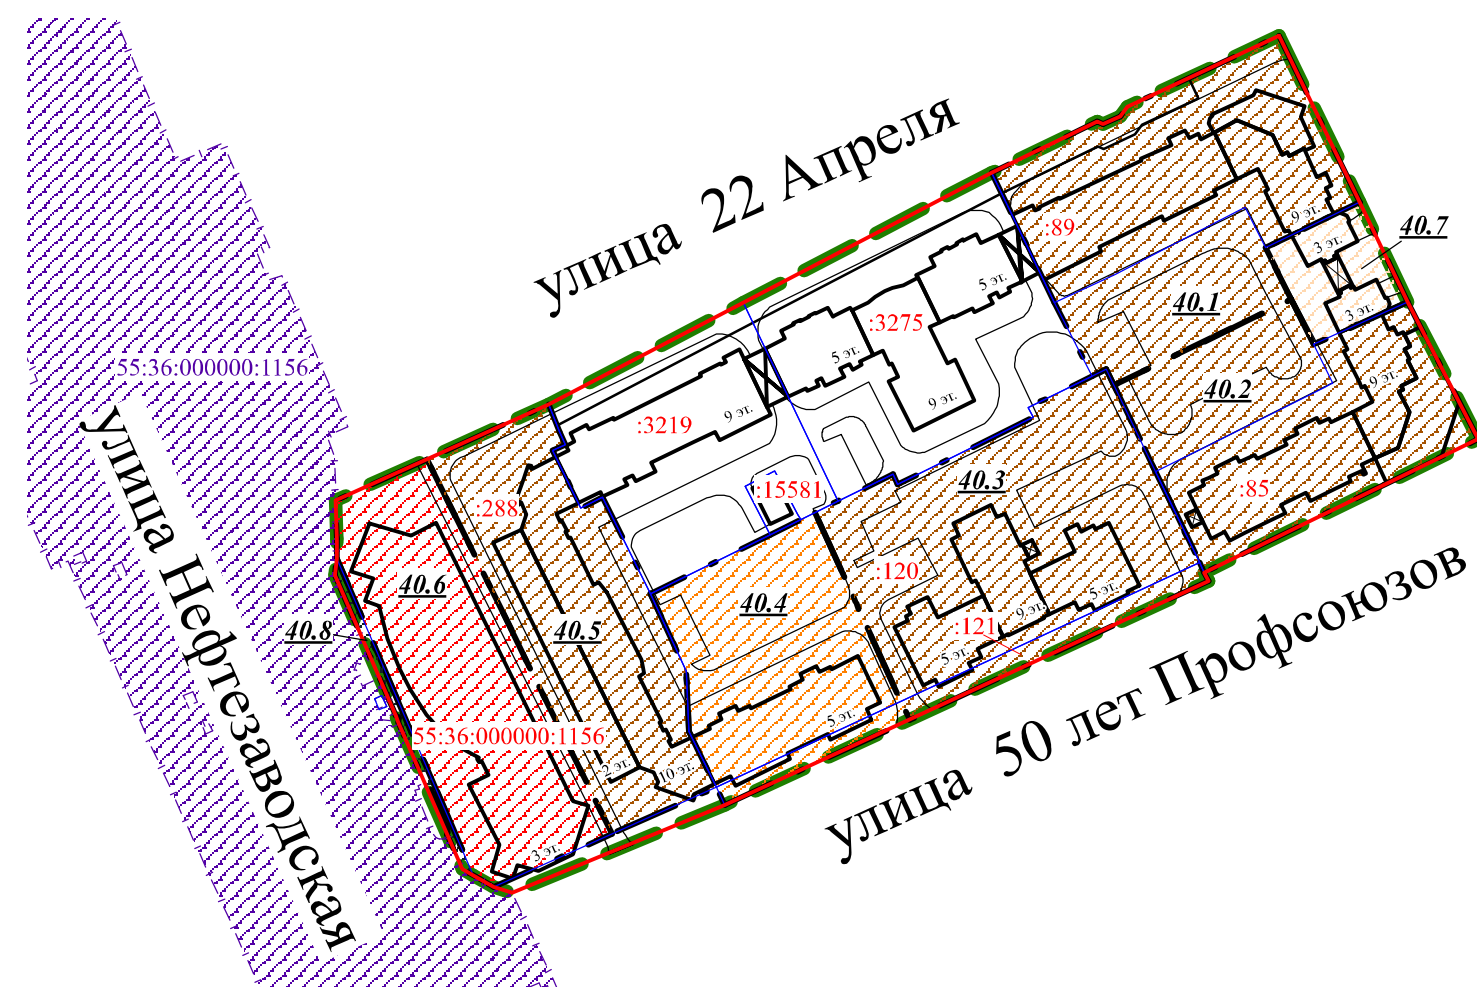 улица 22 Апреля
9 эт.
:89
3 эт.
40.7
5 эт.
40.1
3 эт.
:3275
5 эт.
55:36:000000:1156
9 эт.
40.2
9 эт.
9 эт.
:3219
40.3
:15581
:85
:288
улица Нефтезаводская
:120
40.6
5 эт.
40.4
9 эт.
40.8
40.5
:121
5 эт.
5 эт.
55:36:000000:1156
2 эт.
10 эт.
улица 50 лет Профсоюзов
3 эт.